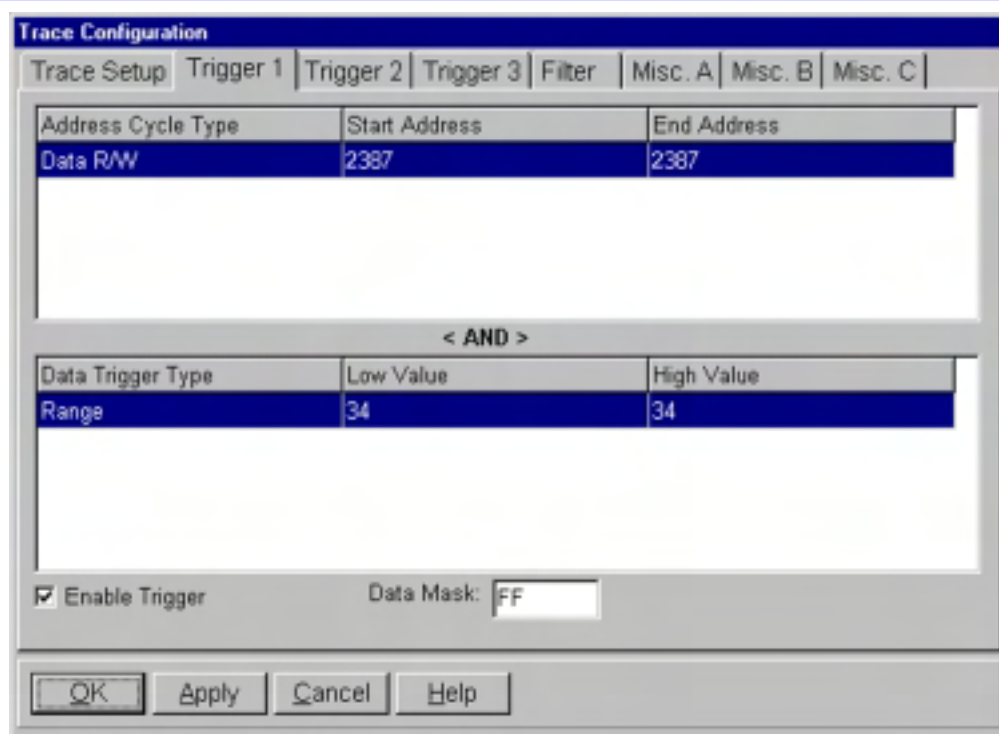 Trace Configuration
Trace Setup Trigger 1 Trigger 2 Trigger 3 Filter Misc. A Misc. B Misc. C
Address Cycle Type Start Address End Address
Data R/W 2387 2387
< AND >
Data Trigger Type Low Value High Value
Range 34 34
Enable Trigger Data Mask: FF
OK Apply Cancel Help